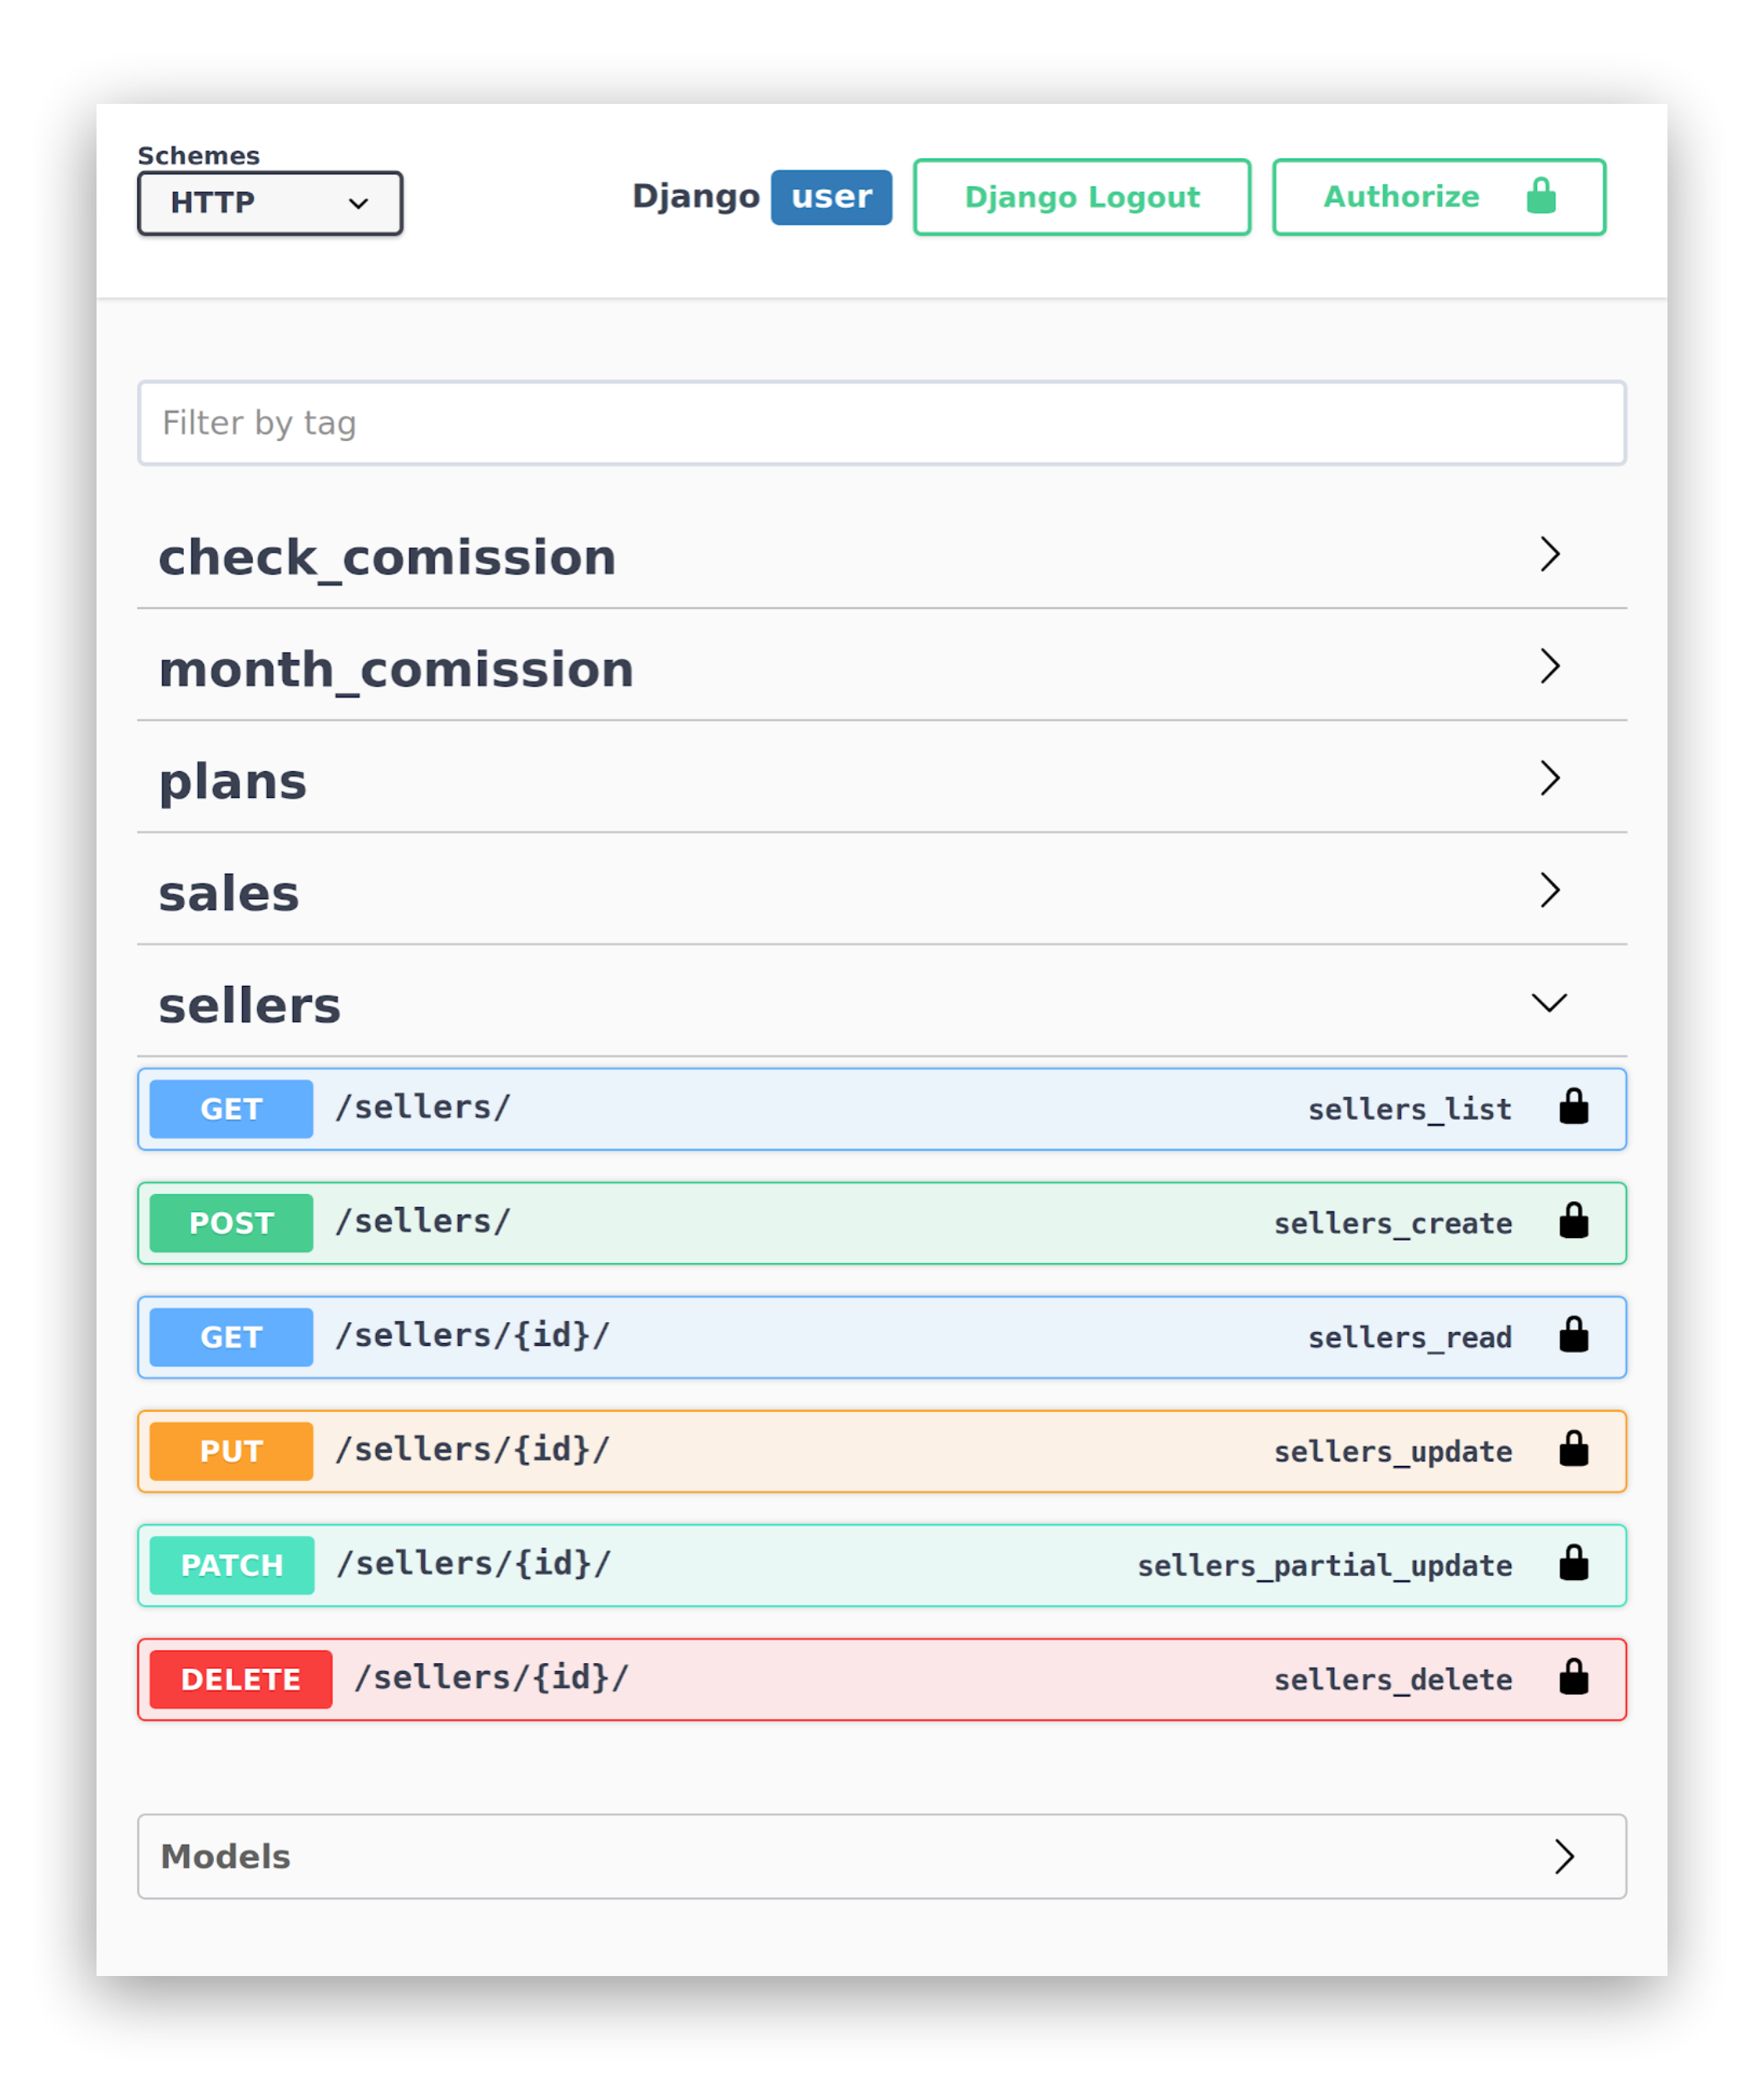 Schemes
HTTP
Django user Django Logout Authorize
Filter by tag
check_comission
month_comission
plans
sales
sellers
GET /sellers/ sellers_list
POST /sellers/ sellers_create
GET /sellers/{id}/ sellers_read
PUT /sellers/{id}/ sellers_update
PATCH /sellers/{id}/ sellers_partial_update
DELETE /sellers/{id}/ sellers_delete
Models